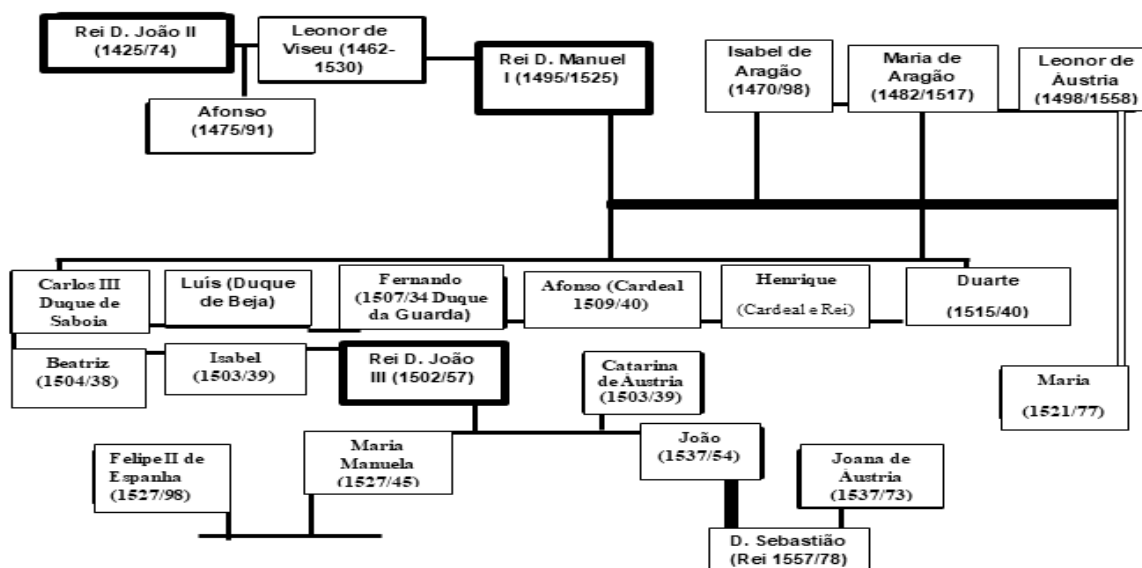 Rei D. João II
(1425/74)
Leonor de
Viseu (1462-
1530)
Rei D. Manuel
I (1495/1525)
Isabel de
Aragão
(1470/98)
Maria de
Aragão
(1482/1517)
Leonor de
Áustria
(1498/1558)
Afonso
(1475/91)
Carlos III
Duque de
Saboia
Luís (Duque
de Beja)
Fernando
(1507/34 Duque
da Guarda)
Afonso (Cardeal
1509/40)
Henrique
(Cardeal e Rei)
Duarte
(1515/40)
Beatriz
(1504/38)
Isabel
(1503/39)
Rei D. João
III (1502/57)
Catarina
de Áustria
(1503/39)
Maria
(1521/77)
Felipe II de
Espanha
(1527/98)
Maria
Manuela
(1527/45)
João
(1537/54)
Joana de
Áustria
(1537/73)
D. Sebastião
(Rei 1557/78)